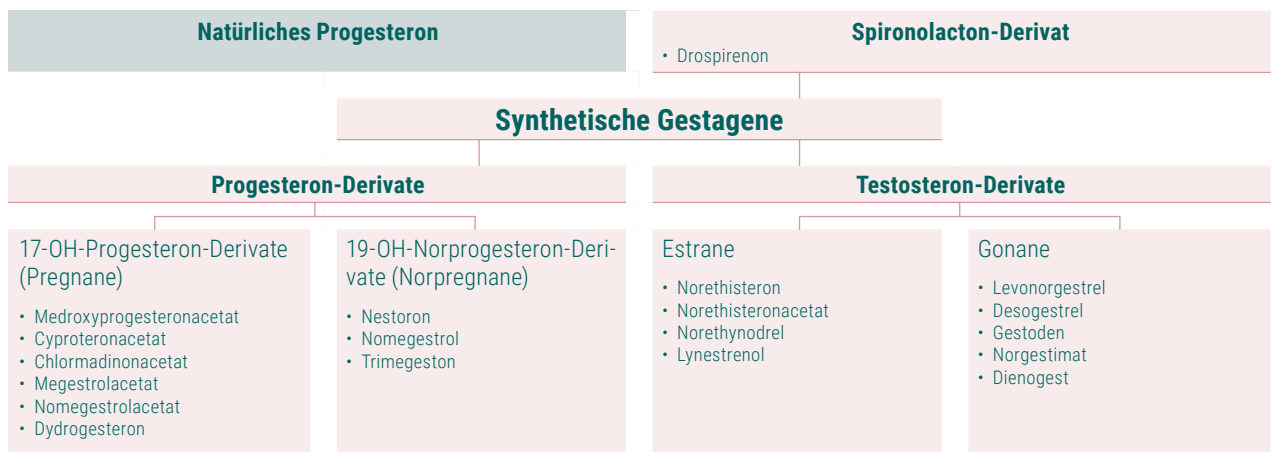 Natürliches Progesteron
Spironolacton-Derivat
• Drospirenon
Synthetische Gestagene
Progesteron-Derivate
Testosteron-Derivate
17-OH-Progesteron-Derivate
(Pregnane)
• Medroxyprogesteronacetat
• Cyproteronacetat
• Chlormadinonacetat
• Megestrolacetat
• Nomegestrolacetat
• Dydrogesteron
19-OH-Norprogesteron-Deri-
vate (Norpregnane)
• Nestoron
• Nomegestrol
• Trimegeston
Estrane
• Norethisteron
• Norethisteronacetat
• Norethynodrel
• Lynestrenol
Gonane
• Levonorgestrel
• Desogestrel
• Gestoden
• Norgestimat
• Dienogest